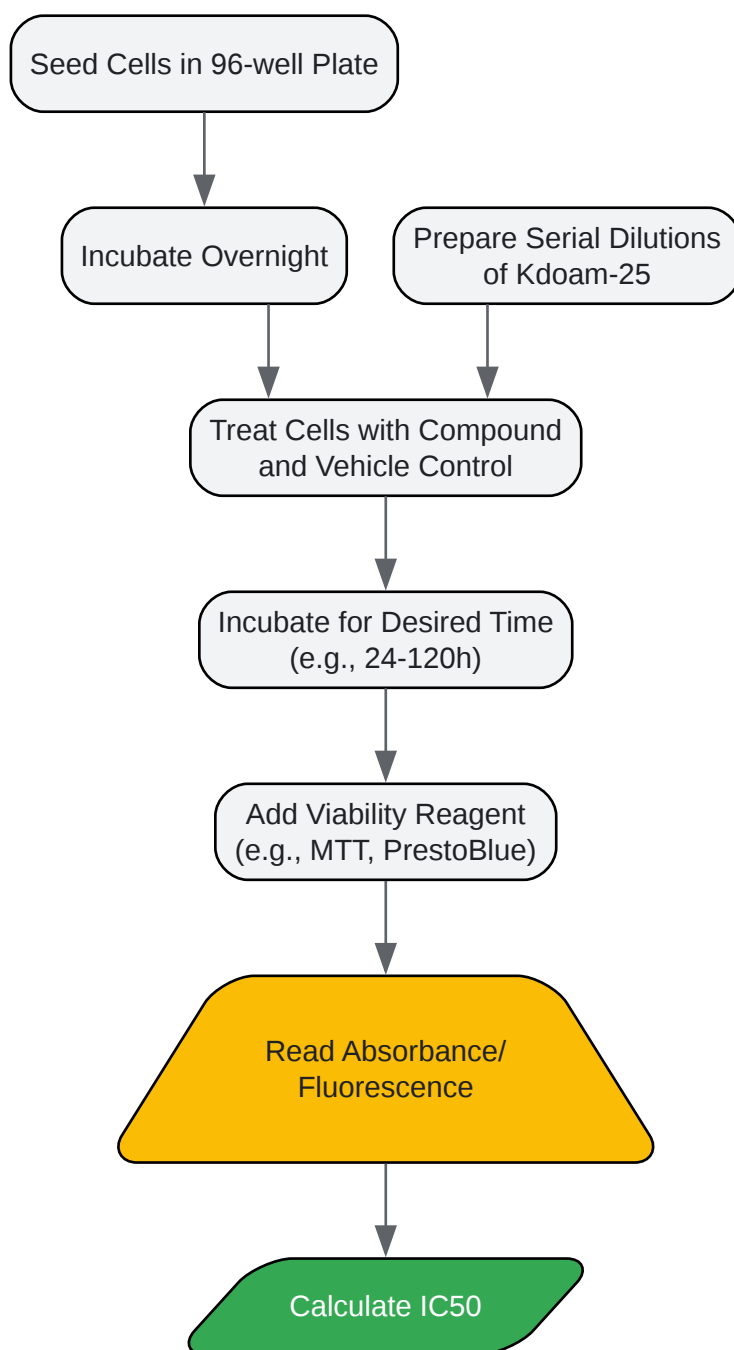 Seed Cells in 96-well Plate
Incubate Overnight
Prepare Serial Dilutions
of Kdoam-25
Treat Cells with Compound
and Vehicle Control
Incubate for Desired Time
(e.g., 24-120h)
Add Viability Reagent
(e.g., MTT, PrestoBlue)
Read Absorbance/
Fluorescence
Calculate IC50